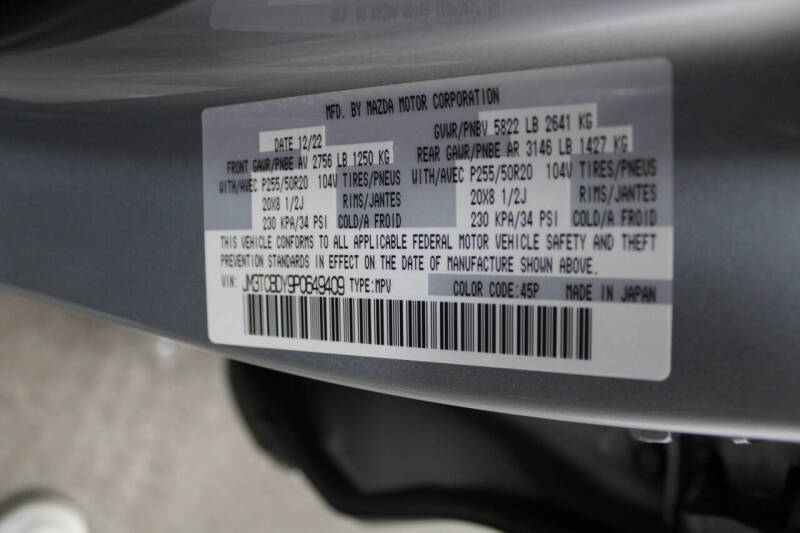 MFD. BY MAZDA MOTOR CORPORATION
DATE 12/22 GVWR/PNBV 5822 LB 2641 KG
FRONT GAWR/PNBE AV 2756 LB 1250 KG REAR GAWR/PNBE AR 3146 LB 1427 KG
WITH/AVEC P255/50R20 104V TIRES/PNEUS WITH/AVEC P255/50R20 104V TIRES/PNEUS
20X8 1/2J RIMS/JANTES 20X8 1/2J RIMS/JANTES
230 KPA/34 PSI COLD/A FROID 230 KPA/34 PSI COLD/A FROID
THIS VEHICLE CONFORMS TO ALL APPLICABLE FEDERAL MOTOR VEHICLE SAFETY AND THEFT
PREVENTION STANDARDS IN EFFECT ON THE DATE OF MANUFACTURE SHOWN ABOVE.
VIN: JM3TCBDY9P0649409 TYPE:MPV COLOR CODE:45P MADE IN JAPAN